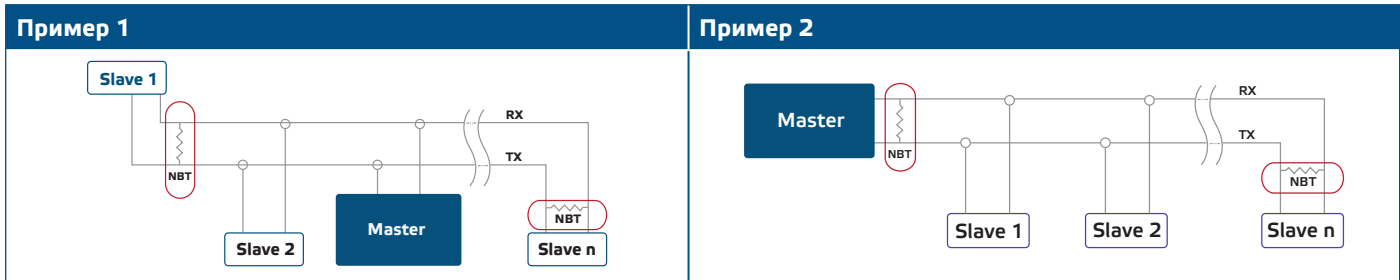 Пример 1
Slave 1
RX
TX
NBT
NBT
Master
Slave 2
Slave n
Пример 2
RX
Master
TX
NBT
NBT
Slave 1
Slave 2
Slave n